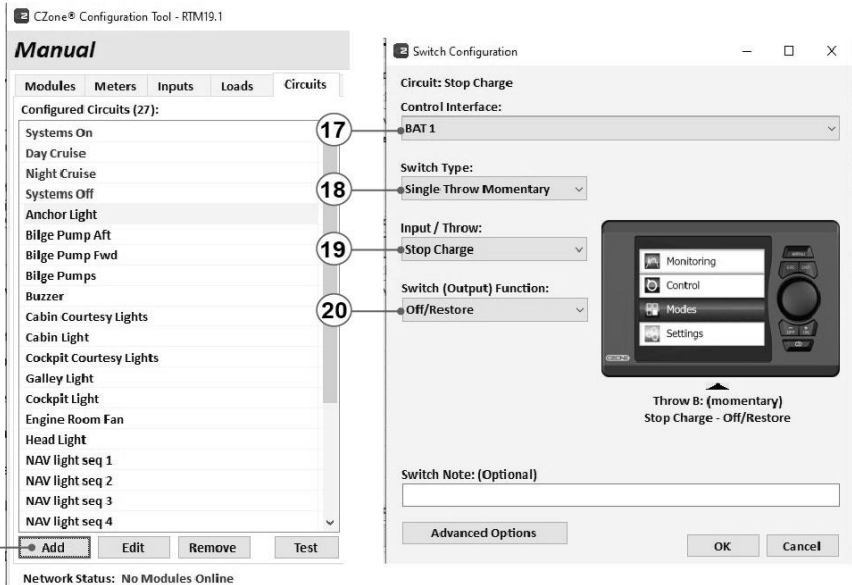 CZone® Configuration Tool - RTM19.1
Manual
Modules Meters Inputs Loads Circuits
Configured Circuits (27):
Systems On
Day Cruise
Night Cruise
Systems Off
Anchor Light
Bilge Pump Aft
Bilge Pump Fwd
Bilge Pumps
Buzzer
Cabin Courtesy Lights
Cabin Light
Cockpit Courtesy Lights
Galley Light
Cockpit Light
Engine Room Fan
Head Light
NAV light seq 1
NAV light seq 2
NAV light seq 3
NAV light seq 4
Add Edit Remove Test
Network Status: No Modules Online
Switch Configuration
Circuit: Stop Charge
Control Interface:
17
BAT 1
Switch Type:
18
Single Throw Momentary
Input / Throw:
19
Stop Charge
Switch (Output) Function:
20
Off/Restore
MENU
Monitoring
Control
Modes
Settings
Throw B: (momentary)
Stop Charge - Off/Restore
Switch Note: (Optional)
Advanced Options
OK Cancel